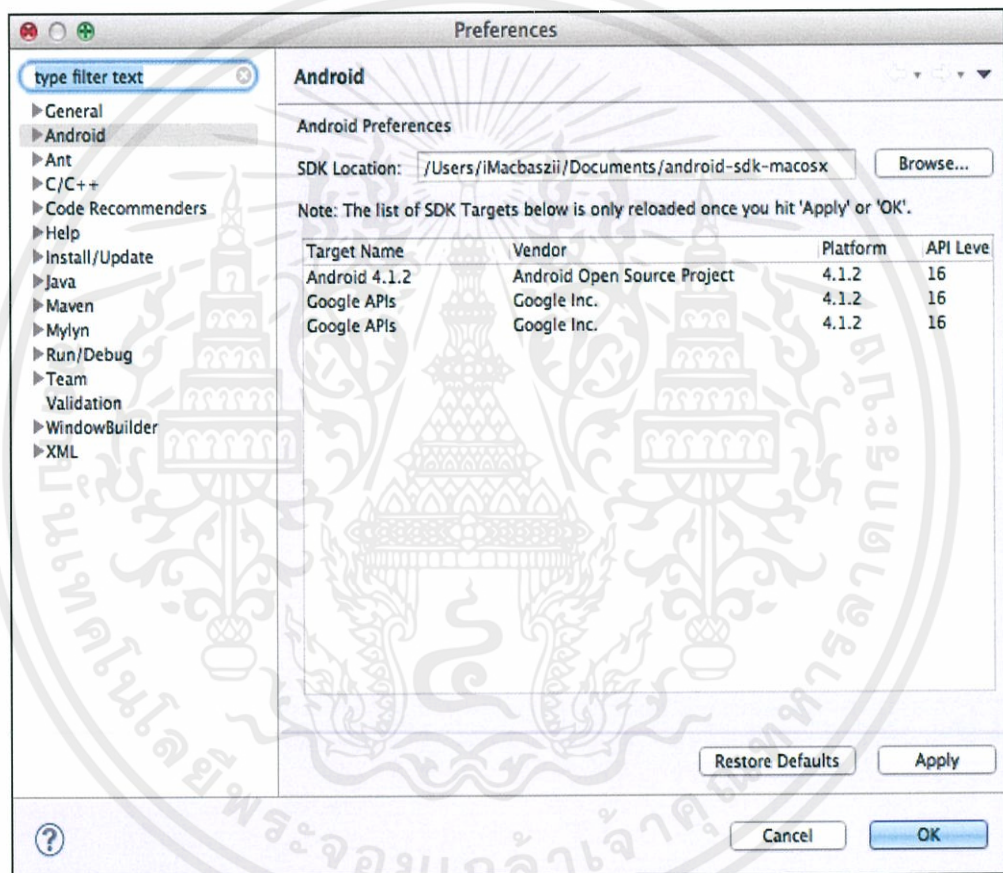 Preferences
type filter text
General
Android
Ant
C/C++
Code Recommenders
Help
Install/Update
Java
Maven
Mylyn
Run/Debug
Team
Validation
WindowBuilder
XML
Android
Android Preferences
SDK Location: /Users/iMacbaszii/Documents/android-sdk-macosx Browse...
Note: The list of SDK Targets below is only reloaded once you hit 'Apply' or 'OK'.
Target Name Vendor Platform API Leve
Android 4.1.2 Android Open Source Project 4.1.2 16
Google APIs Google Inc. 4.1.2 16
Google APIs Google Inc. 4.1.2 16
Restore Defaults Apply
? Cancel OK